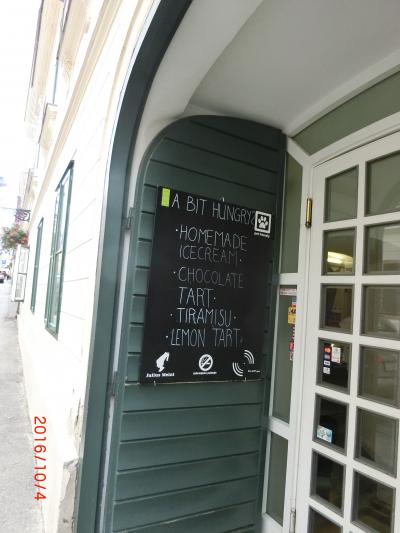 A BIT HUNGRY?
·HOMEMADE
ICECREAM·
·CHOCOLATE
TART·
·TIRAMISU·
·LEMON TART·
Julius Meinl
2016/10/4